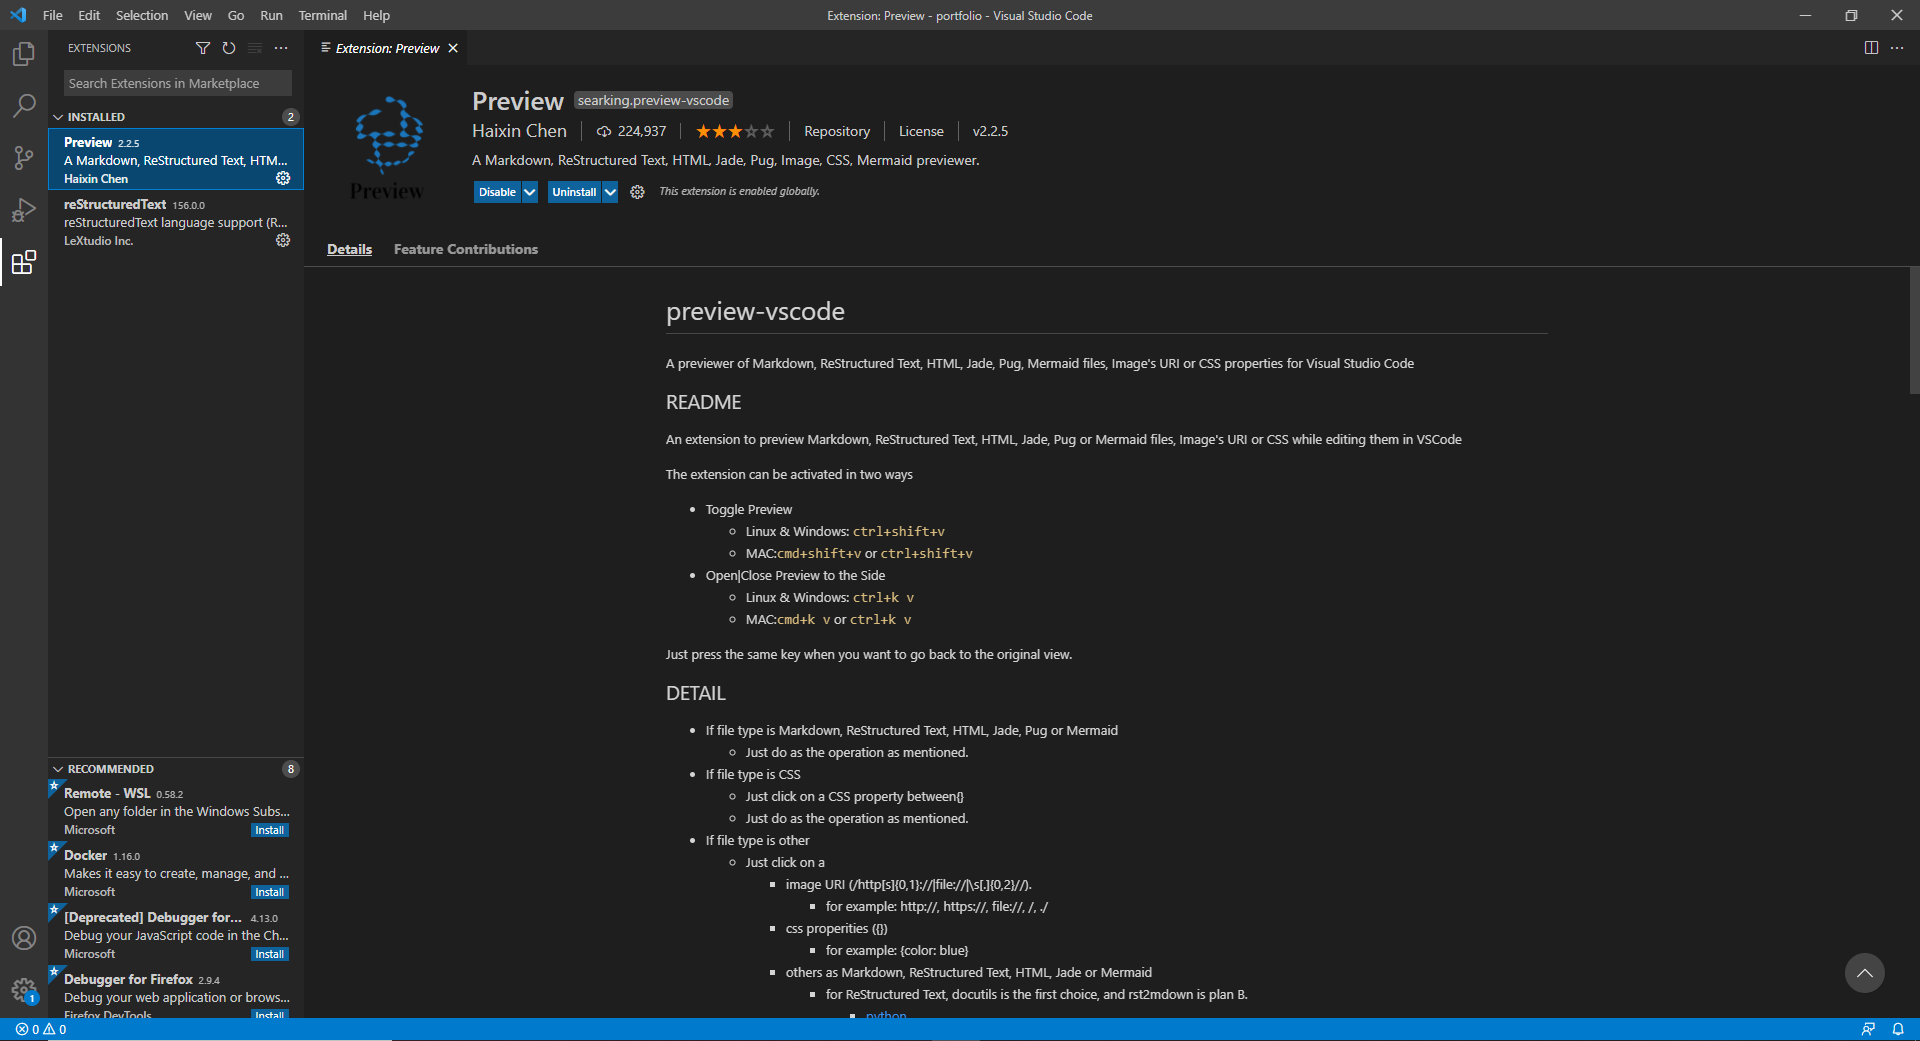 File Edit Selection View Go Run Terminal Help
Extension: Preview - portfolio - Visual Studio Code
EXTENSIONS
Search Extensions in Marketplace
INSTALLED 2
Preview 2.2.5
A Markdown, ReStructured Text, HTM...
Haixin Chen
reStructuredText 156.0.0
reStructuredText language support (R...
LeXtudio Inc.
RECOMMENDED 8
Remote - WSL 0.58.2
Open any folder in the Windows Subs...
Microsoft Install
Docker 1.16.0
Makes it easy to create, manage, and ...
Microsoft Install
[Deprecated] Debugger for... 4.13.0
Debug your JavaScript code in the Ch...
Microsoft Install
Debugger for Firefox 2.9.4
Debug your web application or brows...
Firefox DevTools Install
1
0 0
Extension: Preview
Preview
Preview searking.preview-vscode
Haixin Chen 224,937 Repository License v2.2.5
A Markdown, ReStructured Text, HTML, Jade, Pug, Image, CSS, Mermaid previewer.
Disable Uninstall This extension is enabled globally.
Details Feature Contributions
preview-vscode
A previewer of Markdown, ReStructured Text, HTML, Jade, Pug, Mermaid files, Image's URI or CSS properties for Visual Studio Code
README
An extension to preview Markdown, ReStructured Text, HTML, Jade, Pug or Mermaid files, Image's URI or CSS while editing them in VSCode
The extension can be activated in two ways
Toggle Preview
Linux & Windows: ctrl+shift+v
MAC:cmd+shift+v or ctrl+shift+v
Open|Close Preview to the Side
Linux & Windows: ctrl+k v
MAC:cmd+k v or ctrl+k v
Just press the same key when you want to go back to the original view.
DETAIL
If file type is Markdown, ReStructured Text, HTML, Jade, Pug or Mermaid
Just do as the operation as mentioned.
If file type is CSS
Just click on a CSS property between{}
Just do as the operation as mentioned.
If file type is other
Just click on a
image URI (/http[s]{0,1}://|file://|\s[.]{0,2}//).
for example: http://, https://, file://, /, ./
css properities ({})
for example: {color: blue}
others as Markdown, ReStructured Text, HTML, Jade or Mermaid
for ReStructured Text, docutils is the first choice, and rst2mdown is plan B.
python